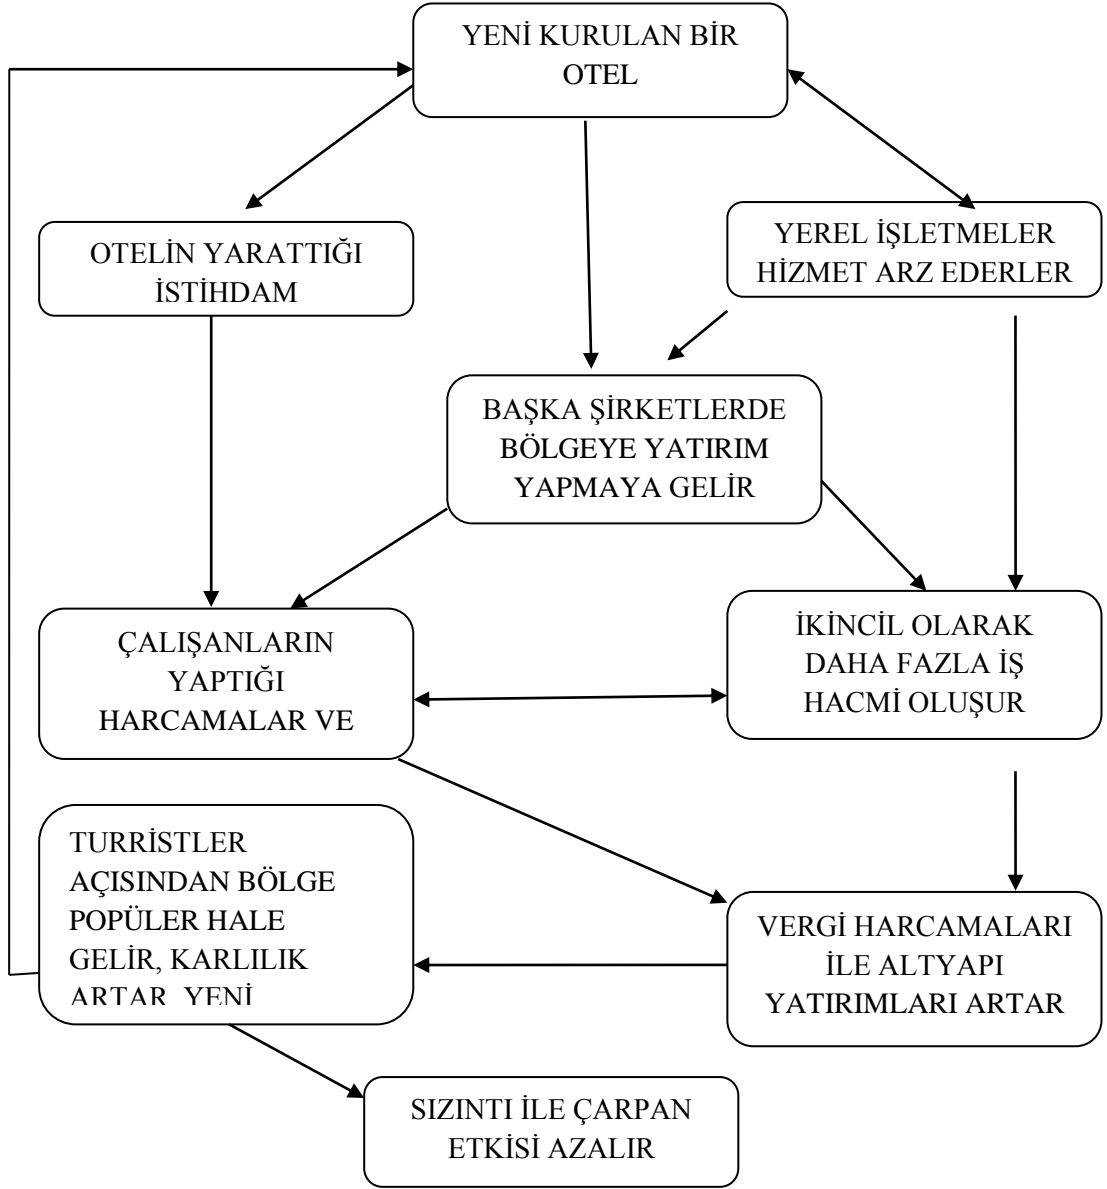 YENİ KURULAN BİR
OTEL
OTELİN YARATTIĞI
İSTİHDAM
YEREL İŞLETMELER
HİZMET ARZ EDERLER
BAŞKA ŞİRKETLERDE
BÖLGEYE YATIRIM
YAPMAYA GELİR
ÇALIŞANLARIN
YAPTIĞI
HARCAMALAR VE
İKİNCİL OLARAK
DAHA FAZLA İŞ
HACMİ OLUŞUR
TURRİSTLER
AÇISINDAN BÖLGE
POPÜLER HALE
GELİR, KARLILIK
ARTAR YENİ
VERGİ HARCAMALARI
İLE ALTYAPI
YATIRIMLARI ARTAR
SIZINTI İLE ÇARPAN
ETKİSİ AZALIR